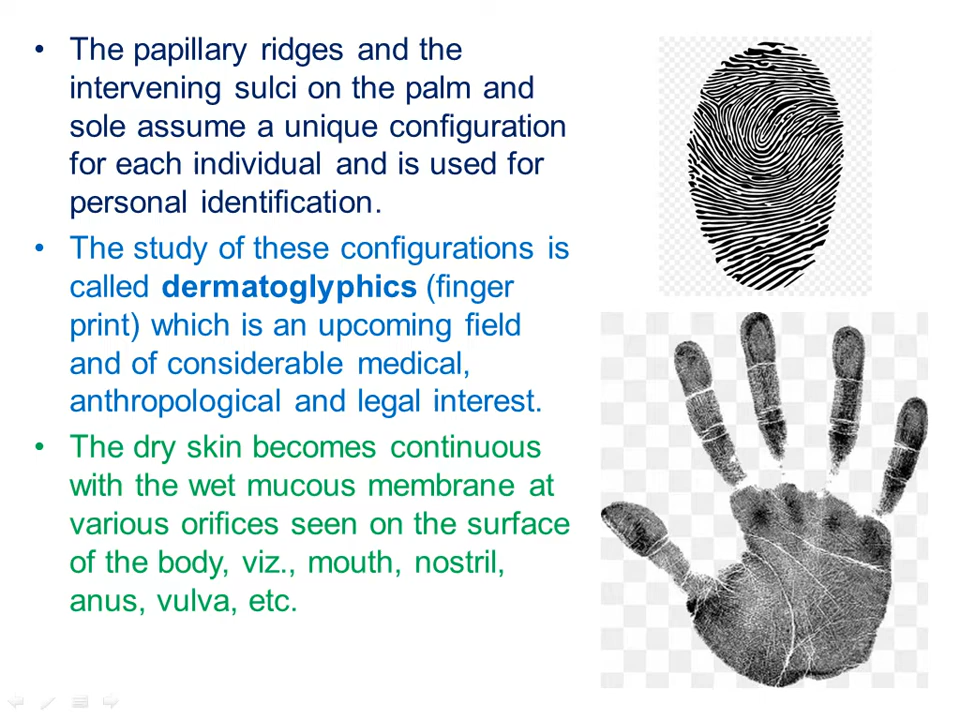 • The papillary ridges and the
intervening sulci on the palm and
sole assume a unique configuration
for each individual and is used for
personal identification.
• The study of these configurations is
called dermatoglyphics (finger
print) which is an upcoming field
and of considerable medical,
anthropological and legal interest.
• The dry skin becomes continuous
with the wet mucous membrane at
various orifices seen on the surface
of the body, viz., mouth, nostril,
anus, vulva, etc.